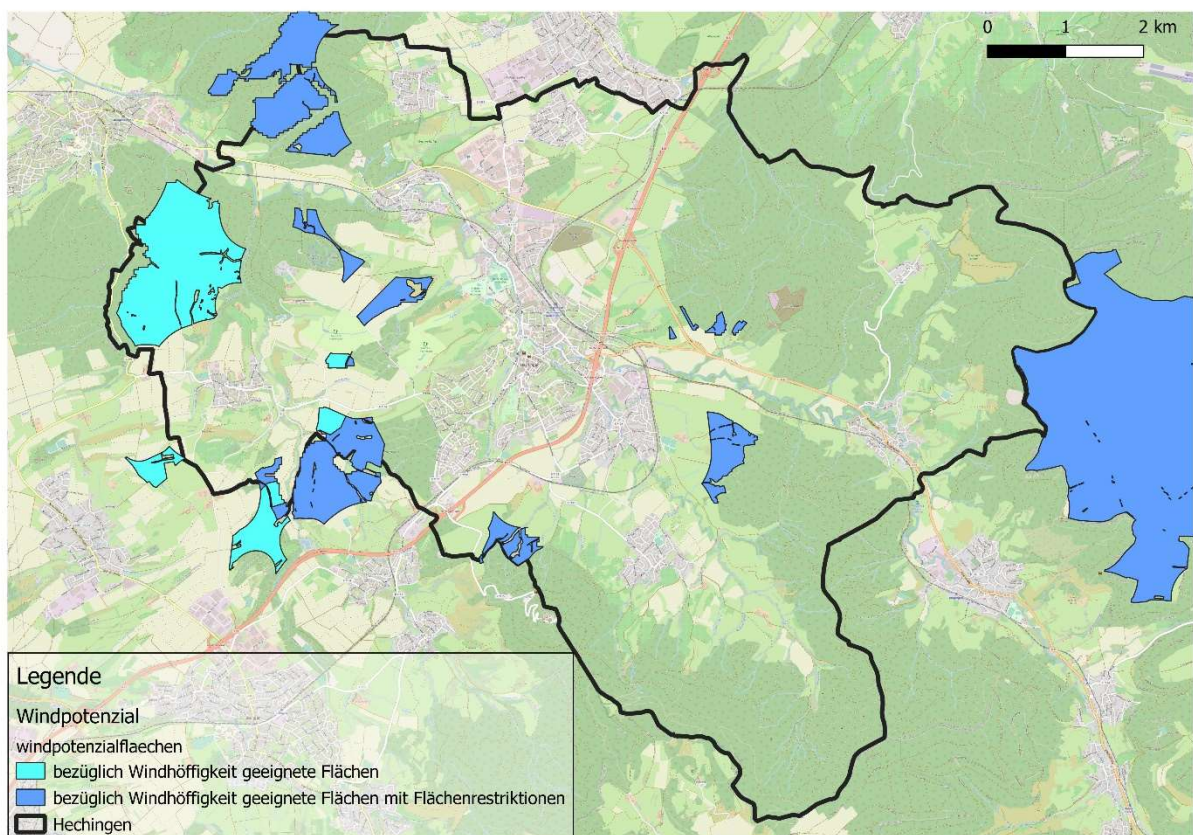 0 1 2 km
Legende
Windpotenzial
windpotenzialflaechen
bezüglich Windhöffigkeit geeignete Flächen
bezüglich Windhöffigkeit geeignete Flächen mit Flächenrestriktionen
Hechingen